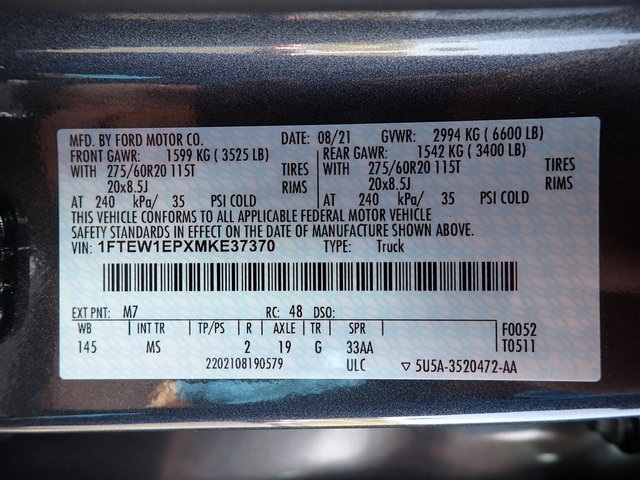 MFD. BY FORD MOTOR CO. DATE: 08/21 GVWR: 2994 KG ( 6600 LB)
FRONT GAWR: 1599 KG ( 3525 LB) REAR GAWR: 1542 KG ( 3400 LB)
WITH 275/60R20 115T TIRES WITH 275/60R20 115T TIRES
20x8.5J RIMS 20x8.5J RIMS
AT 240 kPa/ 35 PSI COLD AT 240 kPa/ 35 PSI COLD
THIS VEHICLE CONFORMS TO ALL APPLICABLE FEDERAL MOTOR VEHICLE
SAFETY STANDARDS IN EFFECT ON THE DATE OF MANUFACTURE SHOWN ABOVE.
VIN: 1FTEW1EPXMKE37370 TYPE: Truck
EXT PNT: M7 RC: 48 DSO:
WB INT TR TP/PS R AXLE TR SPR F0052
145 MS 2 19 G 33AA T0511
2202108190579 ULC ▽ 5U5A-3520472-AA